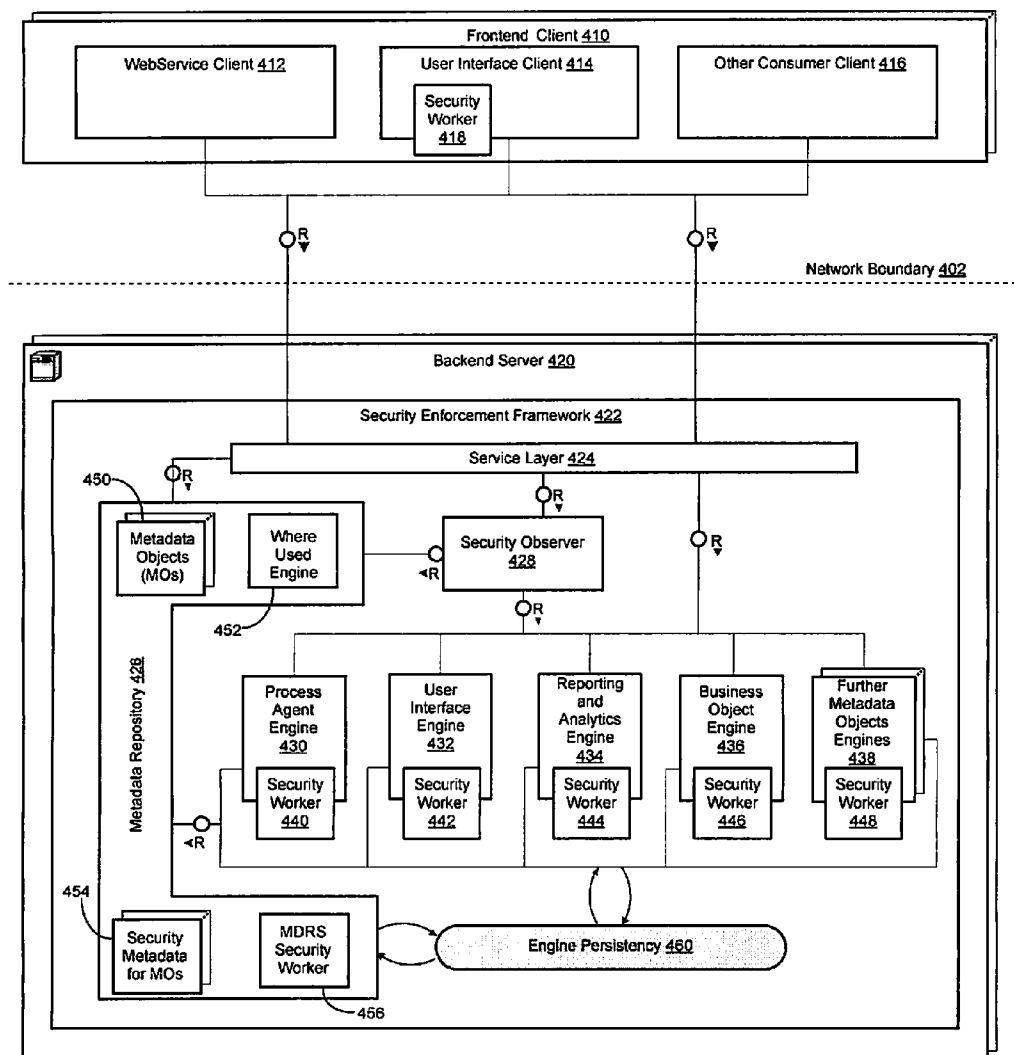 Frontend Client 410
WebService Client 412
User Interface Client 414
Security
Worker
418
Other Consumer Client 416
R
R
Network Boundary 402
Backend Server 420
Security Enforcement Framework 422
Service Layer 424
450
R
R
R
Metadata
Objects
(MOs)
Where
Used
Engine
452
Security Observer
428
R
R
Metadata Repository 426
Process
Agent
Engine
430
Security
Worker
440
User
Interface
Engine
432
Security
Worker
442
Reporting
and
Analytics
Engine
434
Security
Worker
444
Business
Object
Engine
436
Security
Worker
446
Further
Metadata
Objects
Engines
438
Security
Worker
448
R
454
Security
Metadata
for MOs
MDRS
Security
Worker
456
Engine Persistency 460